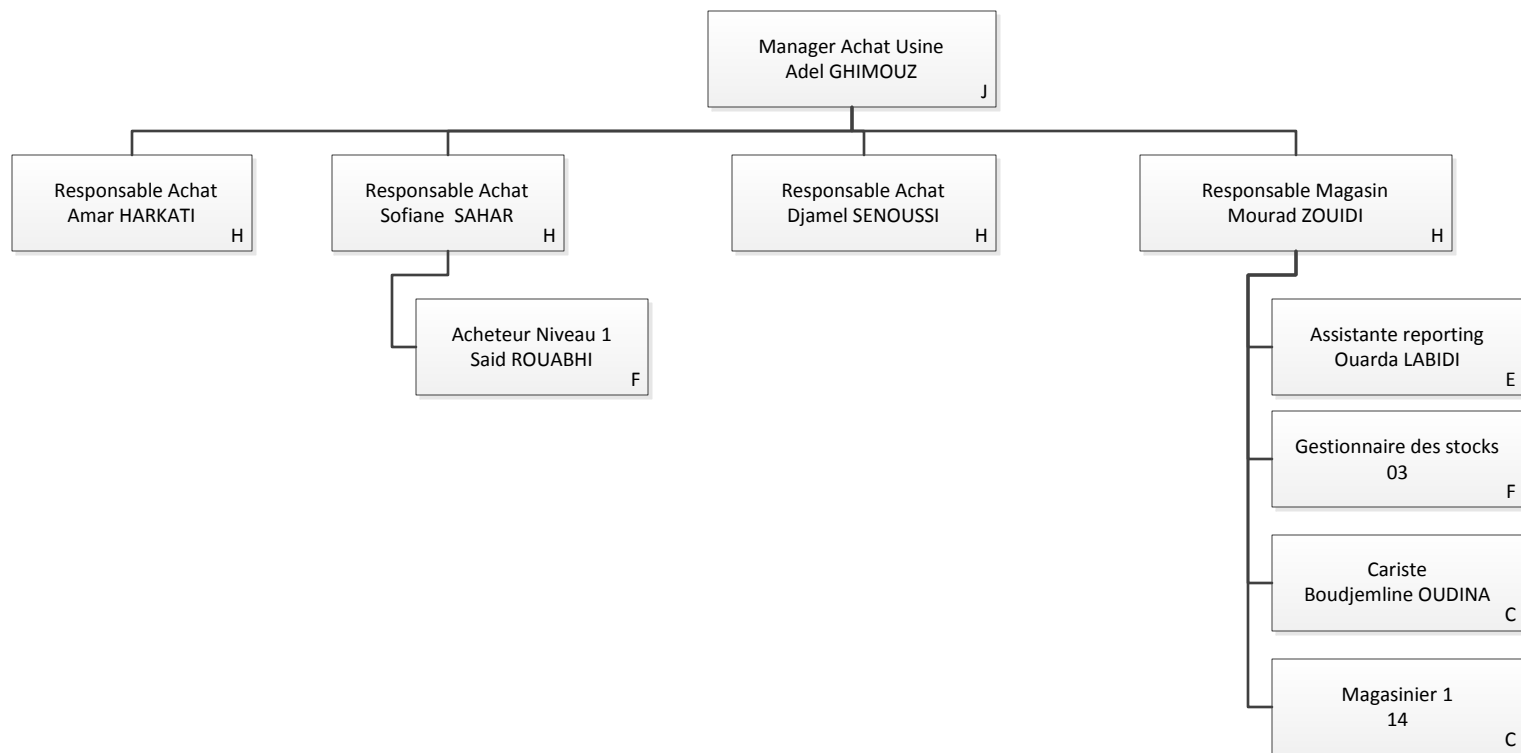 Manager Achat Usine
Adel GHIMOUZ
J
Responsable Achat
Amar HARKATI
H
Responsable Achat
Sofiane  SAHAR
H
Responsable Achat
Djamel SENOUSSI
H
Responsable Magasin
Mourad ZOUIDI
H
Acheteur Niveau 1
Said ROUABHI
F
Assistante reporting
Ouarda LABIDI
E
Gestionnaire des stocks
03
F
Cariste
Boudjemline OUDINA
C
Magasinier 1
14
C